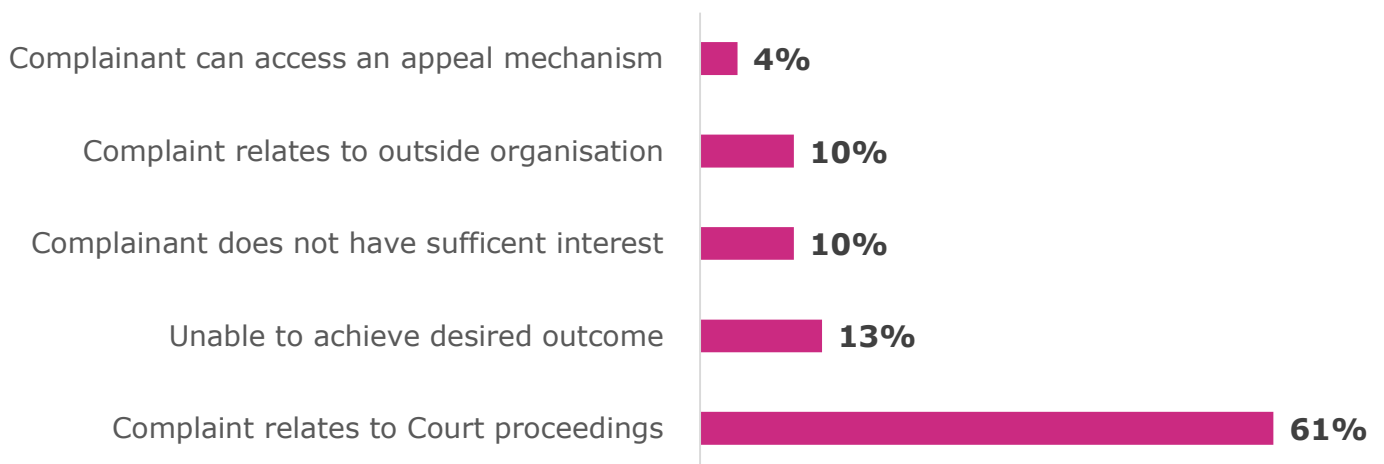 Complainant can access an appeal mechanism 4%
Complaint relates to outside organisation 10%
Complainant does not have sufficent interest 10%
Unable to achieve desired outcome 13%
Complaint relates to Court proceedings 61%